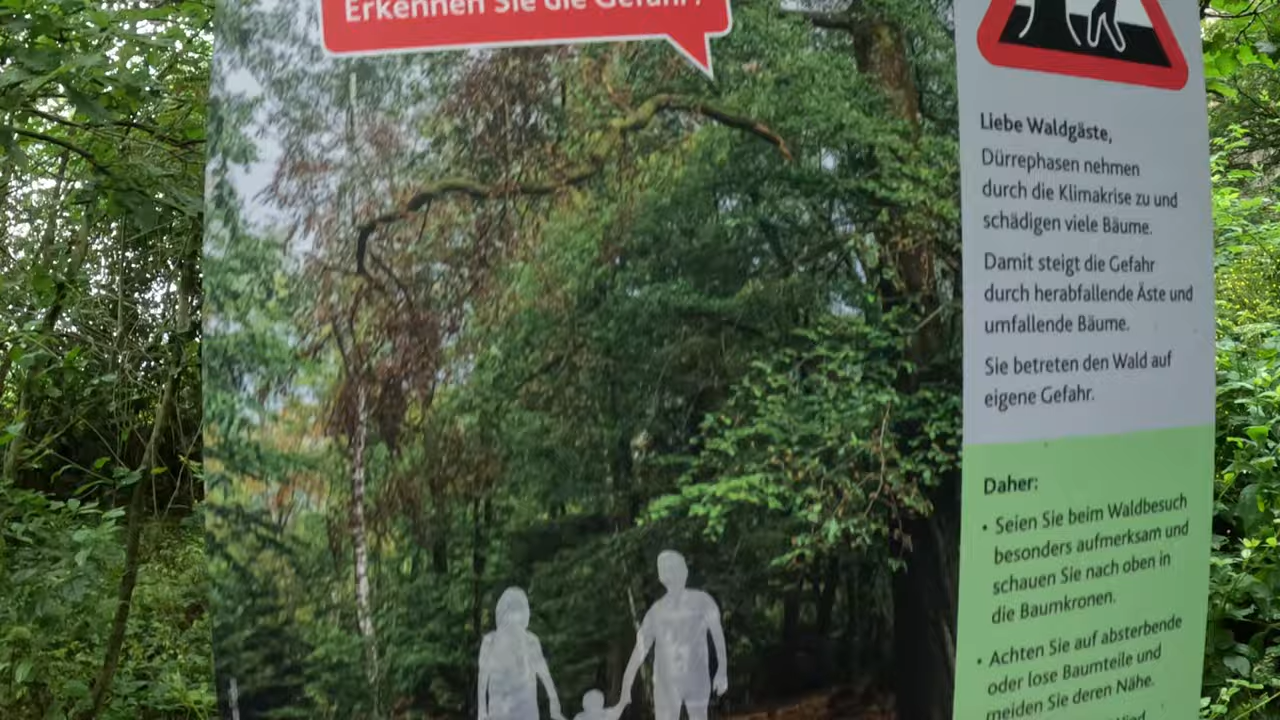 Erkennen Sie die Gefahr?
Liebe Waldgäste,
Dürrephasen nehmen
durch die Klimakrise zu und
schädigen viele Bäume.
Damit steigt die Gefahr
durch herabfallende Äste und
umfallende Bäume.
Sie betreten den Wald auf
eigene Gefahr.
Daher:
• Seien Sie beim Waldbesuch
besonders aufmerksam und
schauen Sie nach oben in
die Baumkronen.
• Achten Sie auf absterbende
oder lose Baumteile und
meiden Sie deren Nähe.